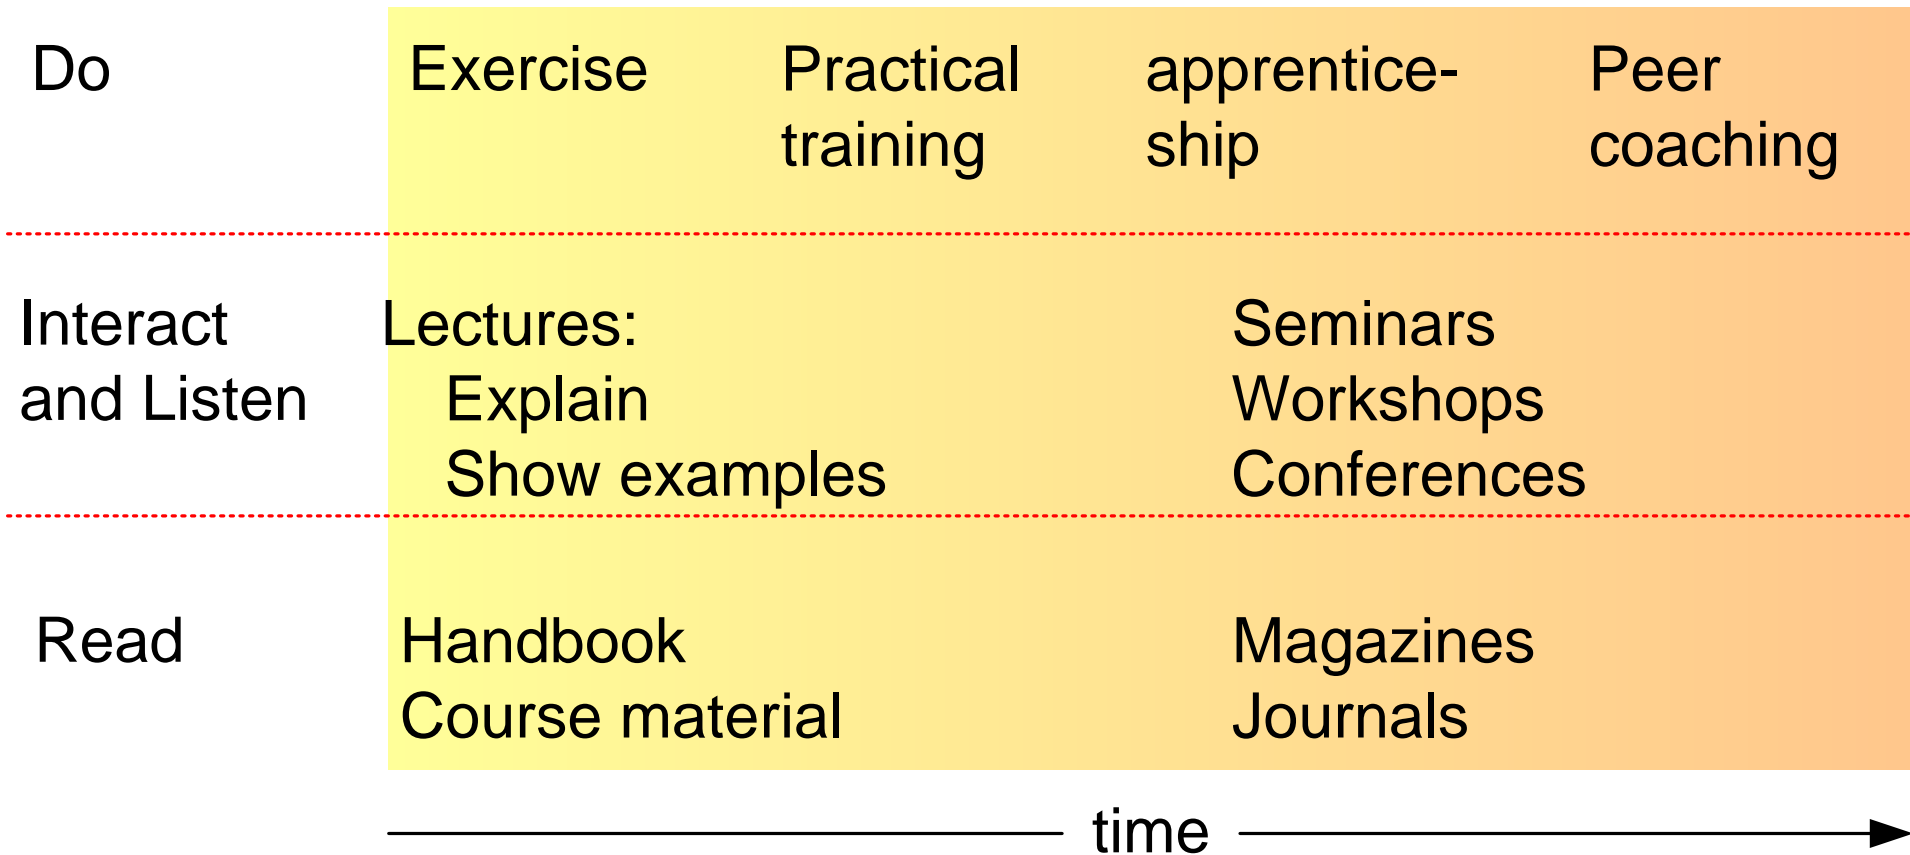 Do
Exercise
Practical
training
apprentice-
ship
Peer
coaching
Interact
and Listen
Lectures:
Explain
Show examples
Seminars
Workshops
Conferences
Read
Handbook
Course material
Magazines
Journals
time